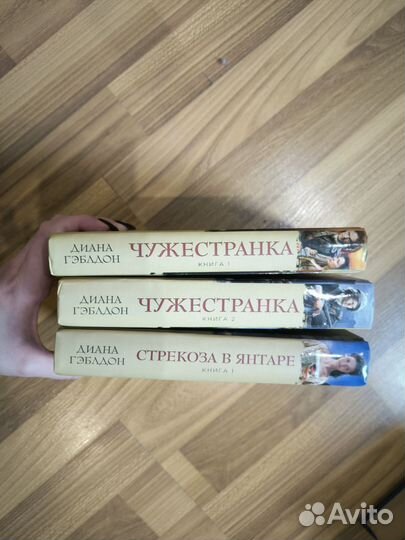 ДИАНА
ГЭБЛДОН
ЧУЖЕСТРАНКА
КНИГА 1
ДИАНА
ГЭБЛДОН
ЧУЖЕСТРАНКА
КНИГА 2
ДИАНА
ГЭБЛДОН
СТРЕКОЗА В ЯНТАРЕ
КНИГА 1
Avito